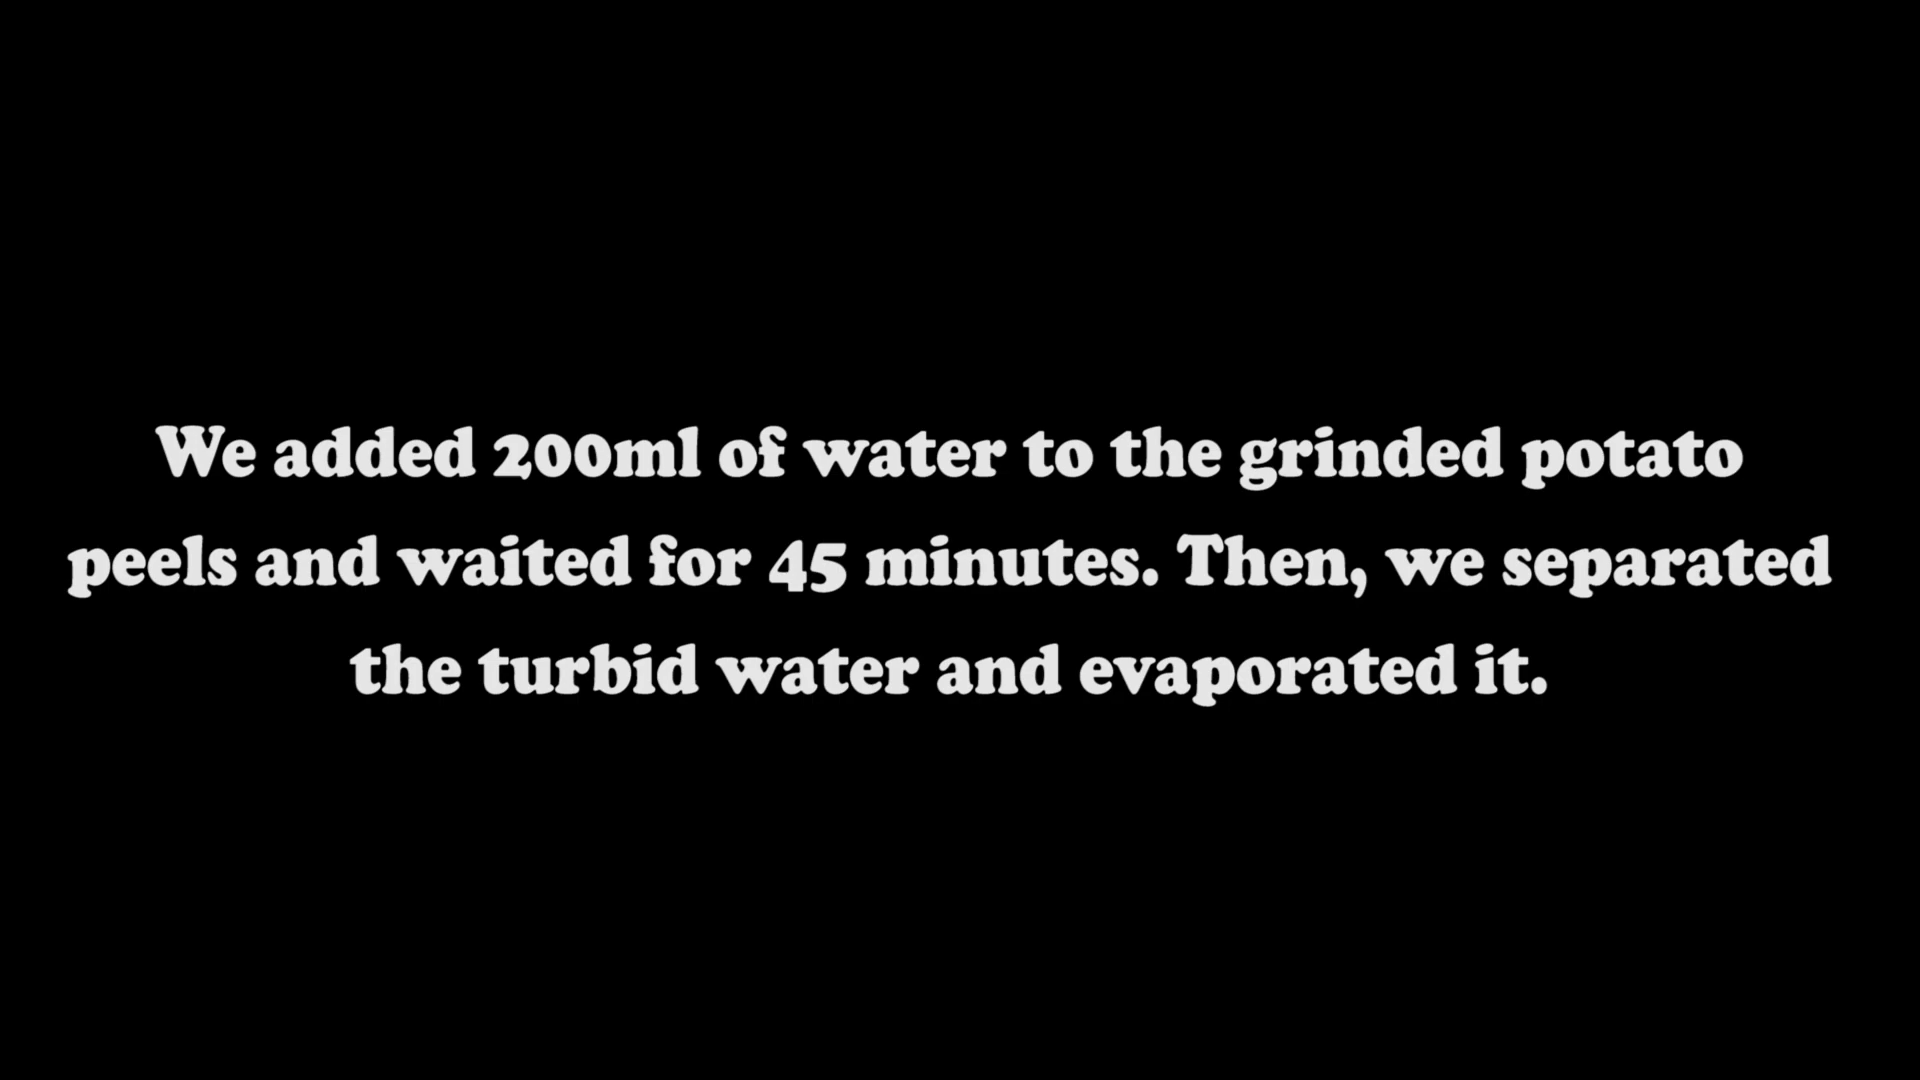 We added 200ml of water to the grinded potato
peels and waited for 45 minutes. Then, we separated
the turbid water and evaporated it.